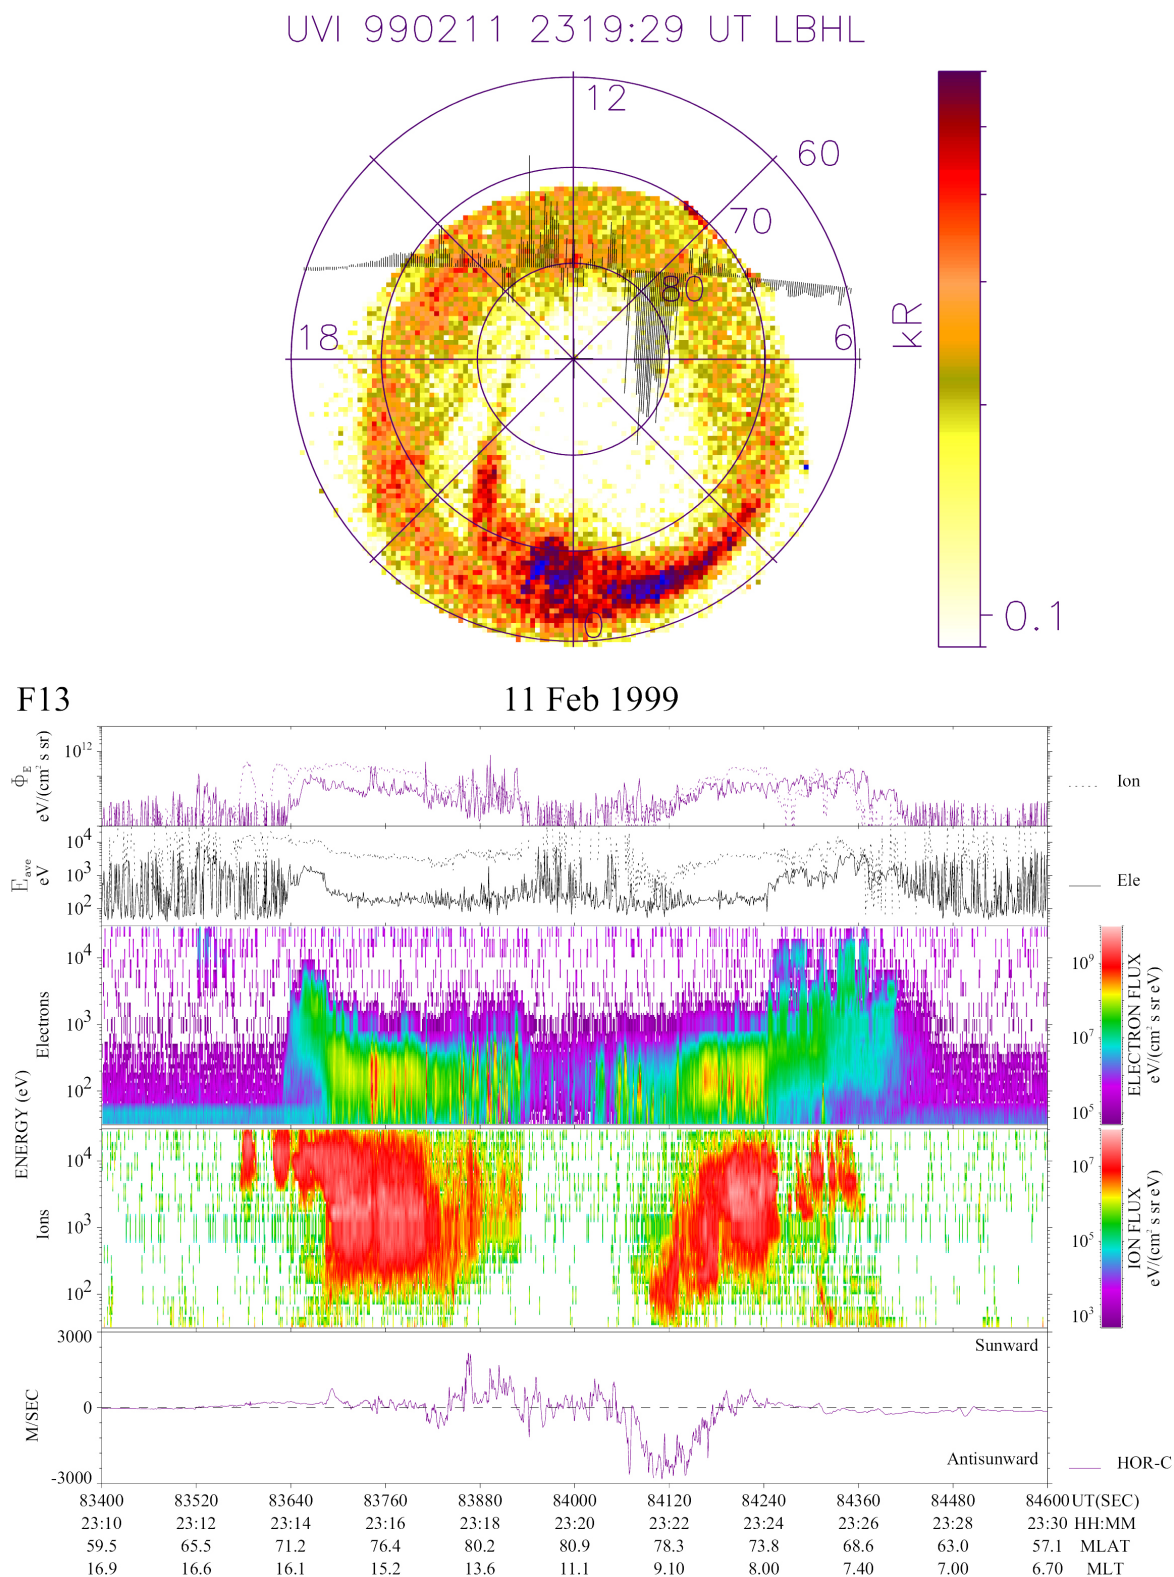 UVI 990211 2319:29 UT LBHL
12
60
70
80
18
6
0
kR
0.1
F13
11 Feb 1999
Φ_E
eV/(cm² s sr)
10¹²
Ion
E_ave
eV
10⁴
10³
10²
Ele
ENERGY (eV)
Electrons
10⁴
10³
10²
10⁹
10⁷
10⁵
ELECTRON FLUX
eV/(cm² s sr eV)
Ions
10⁴
10³
10²
10⁷
10⁵
10³
ION FLUX
eV/(cm² s sr eV)
M/SEC
3000
0
-3000
Sunward
Antisunward
HOR-C
83400 83520 83640 83760 83880 84000 84120 84240 84360 84480 84600 UT(SEC)
23:10 23:12 23:14 23:16 23:18 23:20 23:22 23:24 23:26 23:28 23:30 HH:MM
59.5 65.5 71.2 76.4 80.2 80.9 78.3 73.8 68.6 63.0 57.1 MLAT
16.9 16.6 16.1 15.2 13.6 11.1 9.10 8.00 7.40 7.00 6.70 MLT